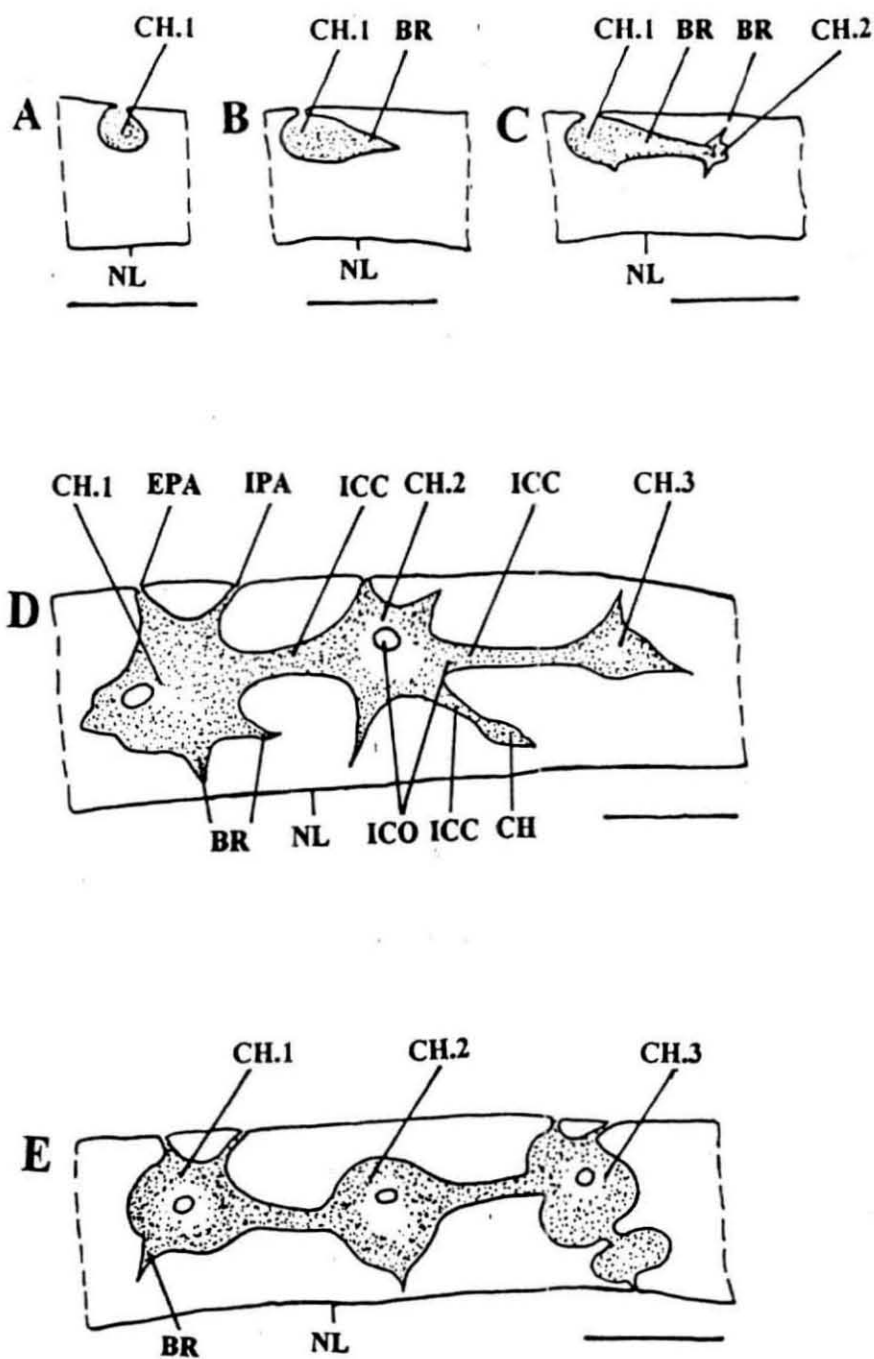 CH.1 CH.1 BR CH.1 BR BR CH.2
A B C
NL NL NL
CH.1 EPA IPA ICC CH.2 ICC CH.3
D
BR NL ICO ICC CH
CH.1 CH.2 CH.3
E
BR NL